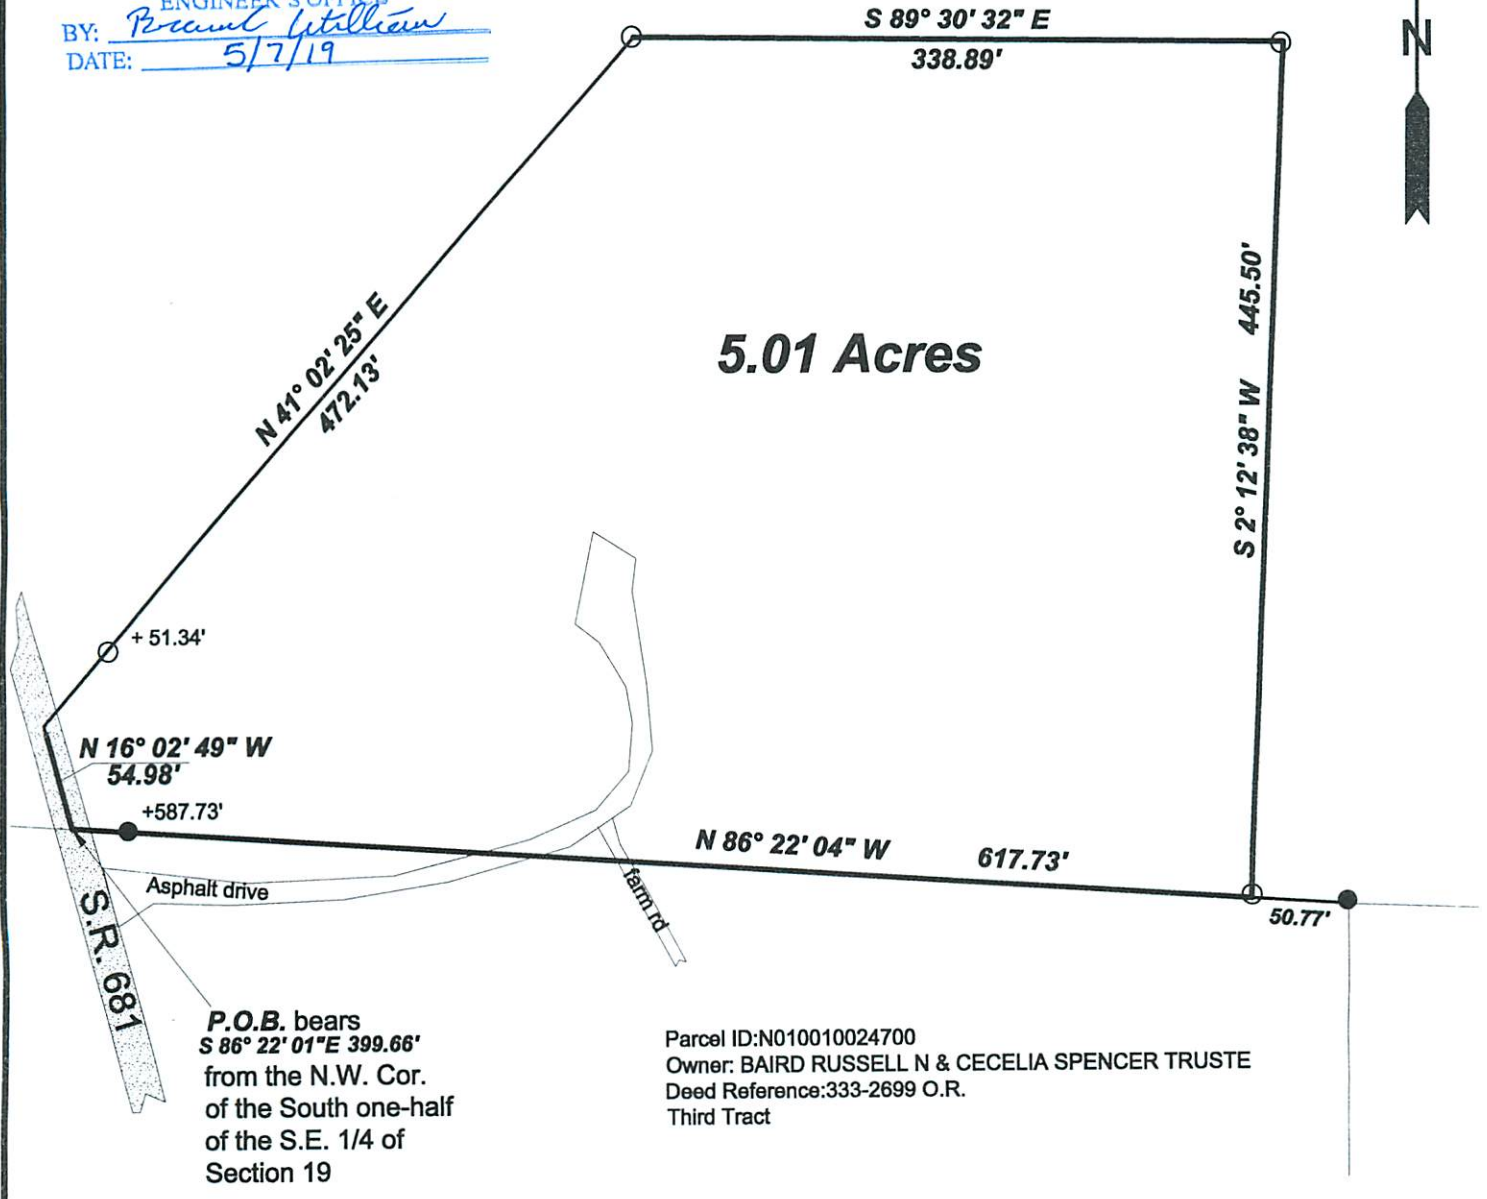 ENGINEER'S OFFICE
BY:
DATE: 5/7/19
S 89° 30' 32" E
338.89'
N
N 41° 02' 25" E
472.13'
5.01 Acres
S 2° 12' 38" W 445.50'
+ 51.34'
N 16° 02' 49" W
54.98'
+587.73'
N 86° 22' 04" W 617.73'
50.77'
Asphalt drive
farm rd
S.R. 681
P.O.B. bears
S 86° 22' 01"E 399.66'
from the N.W. Cor.
of the South one-half
of the S.E. 1/4 of
Section 19
Parcel ID:N010010024700
Owner: BAIRD RUSSELL N & CECELIA SPENCER TRUSTE
Deed Reference:333-2699 O.R.
Third Tract